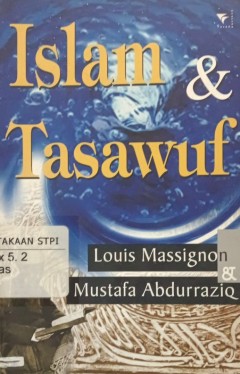 Islam
&
Tasawuf
TAKAAN STPI
x 5. 2
as
Louis Massignon
&
Mustafa Abdurraziq